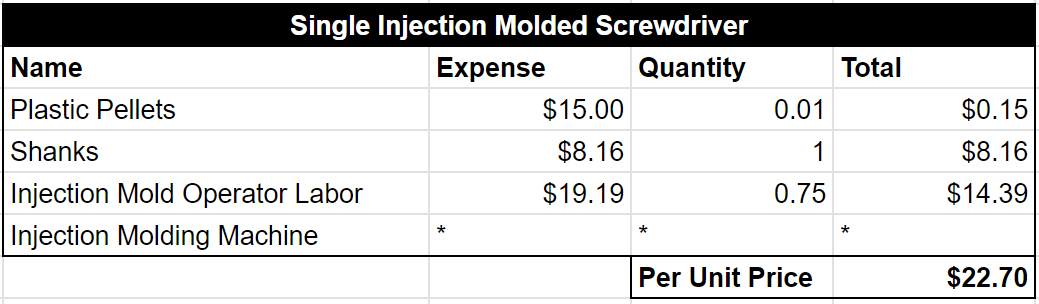 Single Injection Molded Screwdriver
Name Expense Quantity Total
Plastic Pellets $15.00 0.01 $0.15
Shanks $8.16 1 $8.16
Injection Mold Operator Labor $19.19 0.75 $14.39
Injection Molding Machine * * *
Per Unit Price $22.70